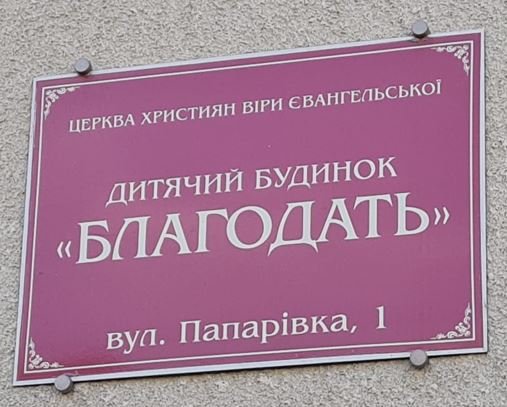 ЦЕРКВА ХРИСТИЯН ВІРИ ЄВАНГЕЛЬСЬКОЇ
ДИТЯЧИЙ БУДИНОК
«БЛАГОДАТЬ»
вул. Папарівка, 1